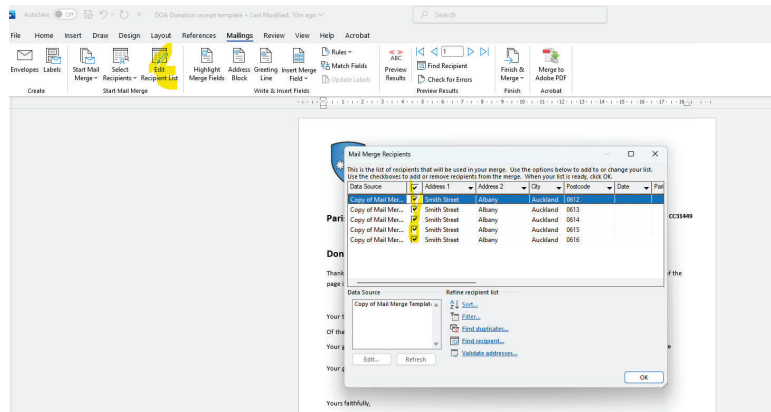 AutoSave Off DOA Donation receipt template - Last Modified: 10m ago Search
File Home Insert Draw Design Layout References Mailings Review View Help Acrobat
Envelopes Labels
Start Mail Merge Select Recipients Edit Recipient List
Highlight Merge Fields Address Block Greeting Line Insert Merge Field
Rules
Match Fields
Update Labels
ABC
Preview Results
1
Find Recipient
Check for Errors
Finish & Merge
Merge to Adobe PDF
Create Start Mail Merge Write & Insert Fields Preview Results Finish Acrobat
Mail Merge Recipients
This is the list of recipients that will be used in your merge. Use the options below to add to or change your list.
Use the checkboxes to add or remove recipients from the merge. When your list is ready, click OK.
Data Source Address 1 Address 2 City Postcode Date Pari
Copy of Mail Mer... Smith Street Albany Auckland 0612
Copy of Mail Mer... Smith Street Albany Auckland 0613
Copy of Mail Mer... Smith Street Albany Auckland 0614
Copy of Mail Mer... Smith Street Albany Auckland 0615
Copy of Mail Mer... Smith Street Albany Auckland 0616
Data Source
Copy of Mail Merge Templat
Edit... Refresh
Refine recipient list
Sort...
Filter...
Find duplicates...
Find recipient...
Validate addresses...
OK
Pari CC31449
Don
Thank f the
page i
Your t
Of the
Your g
Your g
Yours faithfully,